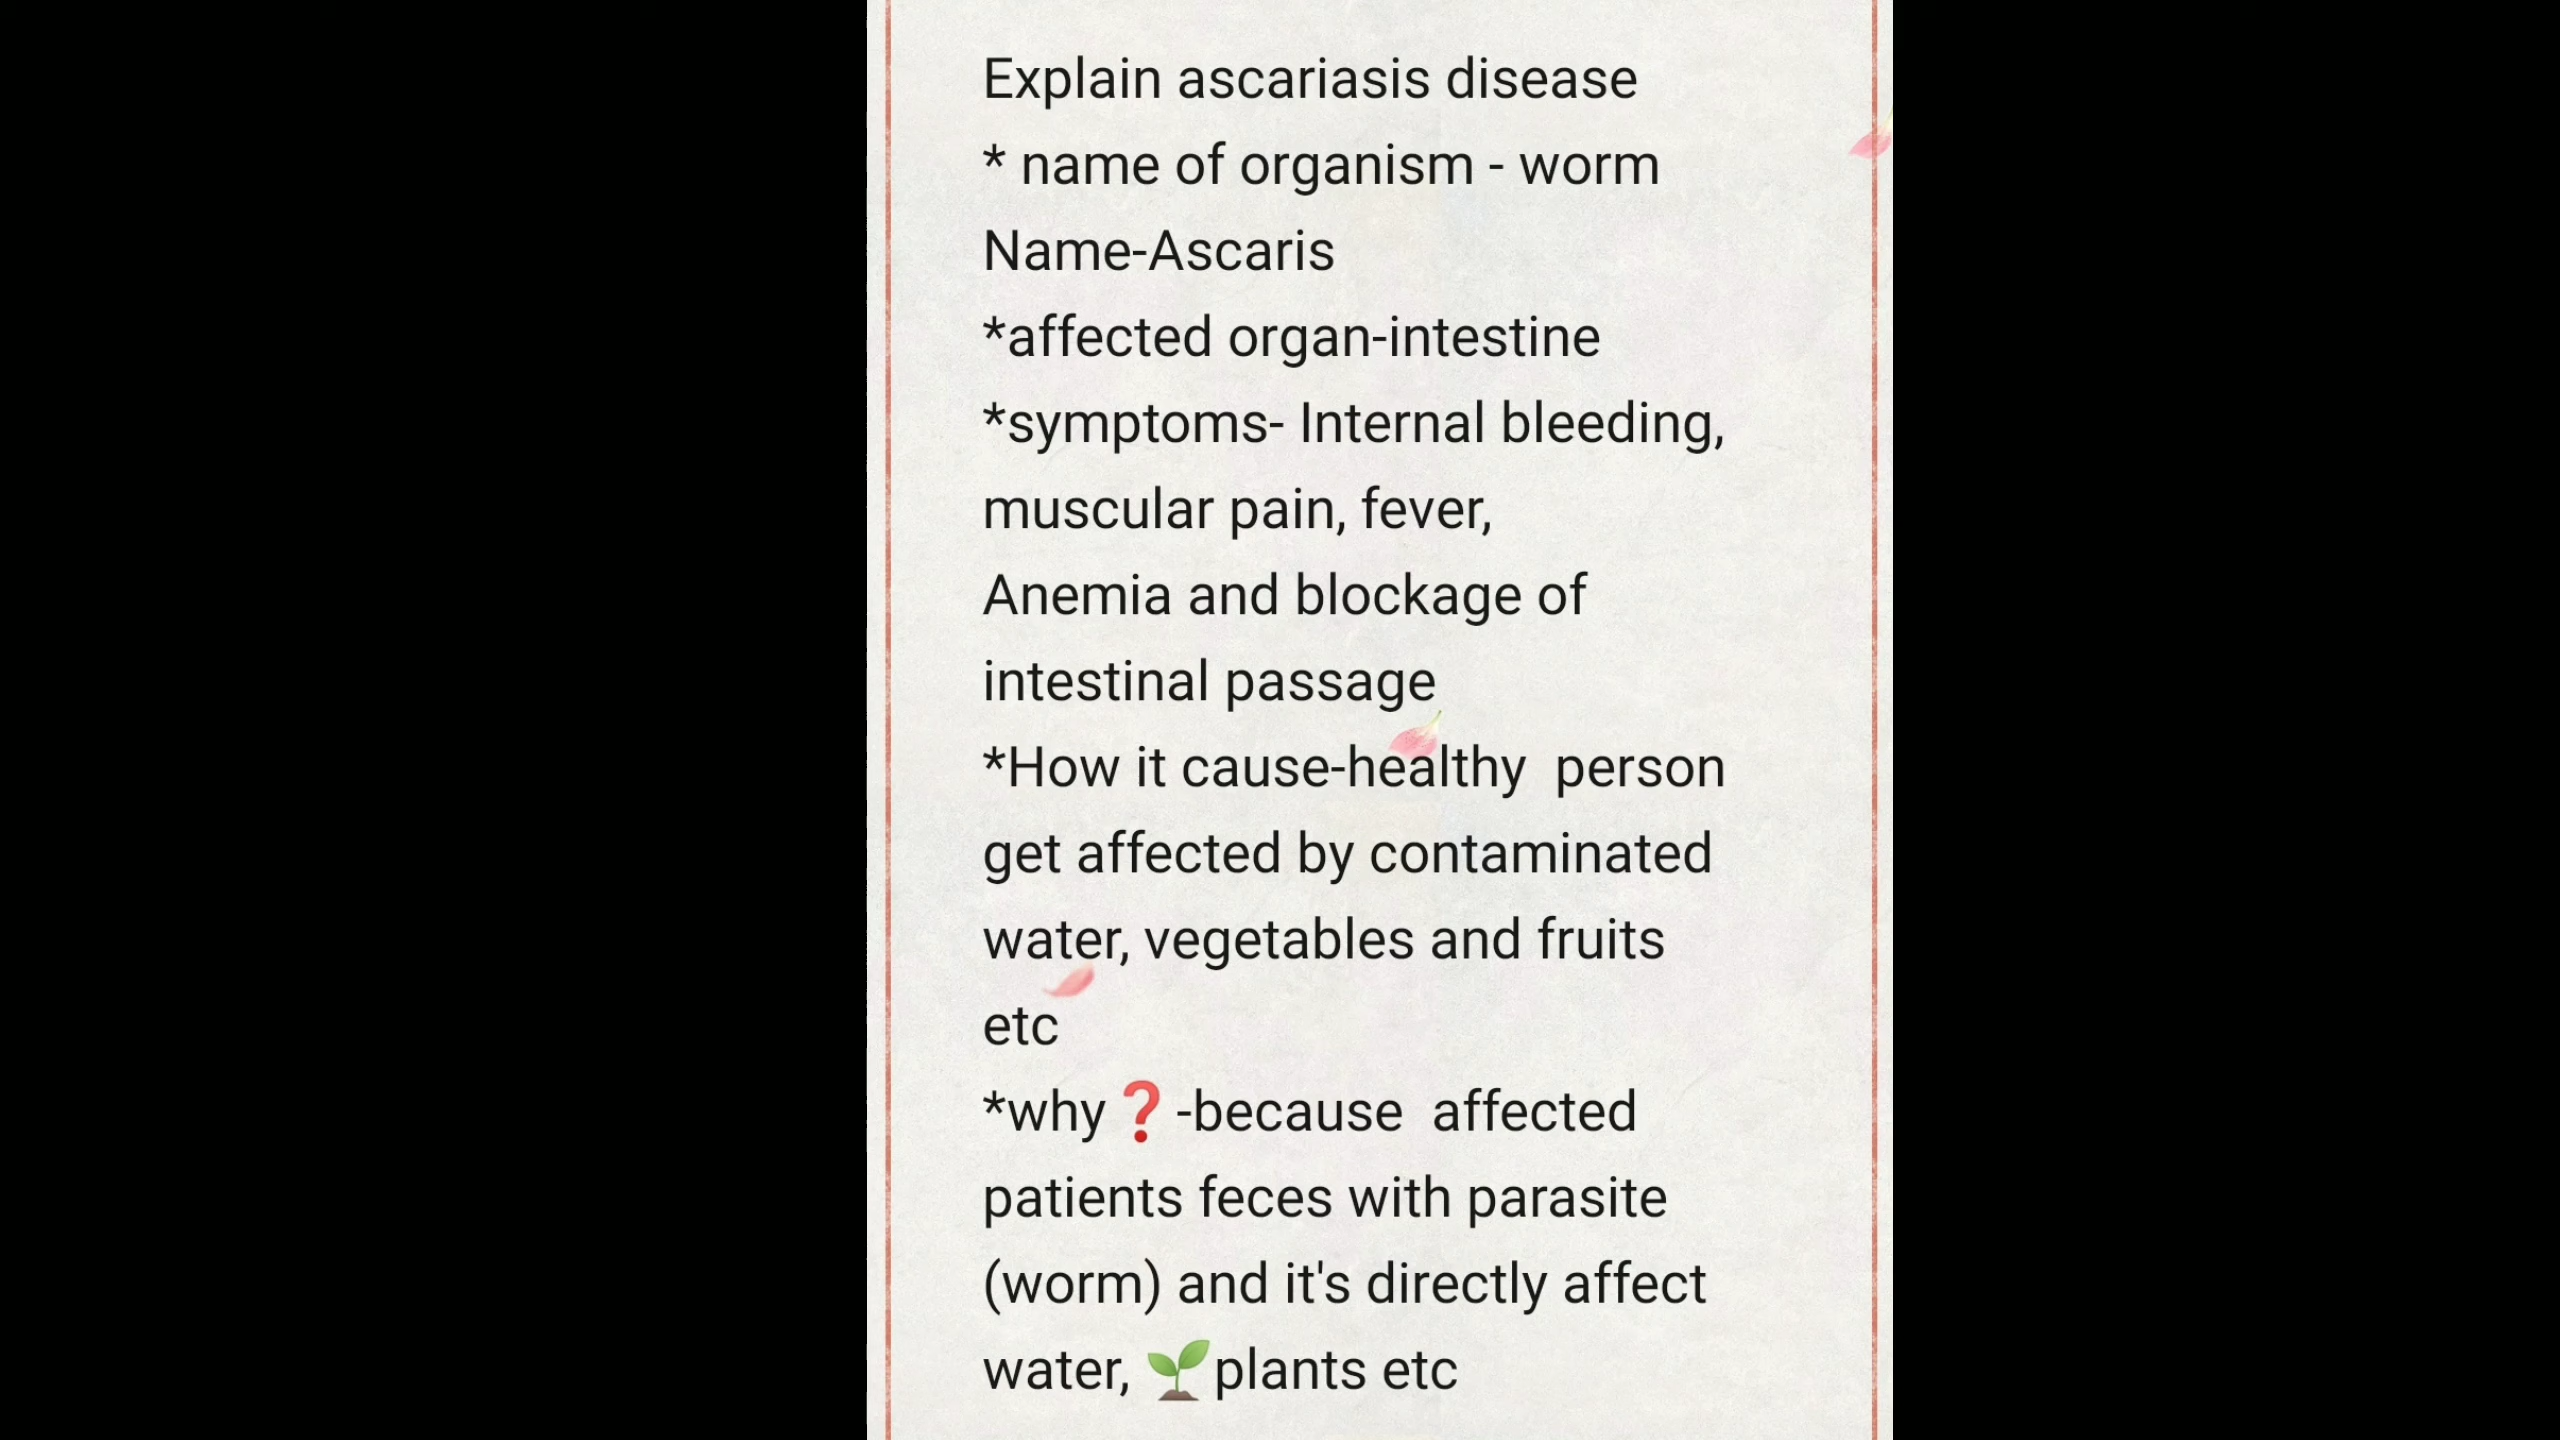 Explain ascariasis disease
* name of organism - worm
Name-Ascaris
*affected organ-intestine
*symptoms- Internal bleeding,
muscular pain, fever,
Anemia and blockage of
intestinal passage
*How it cause-healthy  person
get affected by contaminated
water, vegetables and fruits
etc
*why❓-because  affected
patients feces with parasite
(worm) and it's directly affect
water, 🌱plants etc